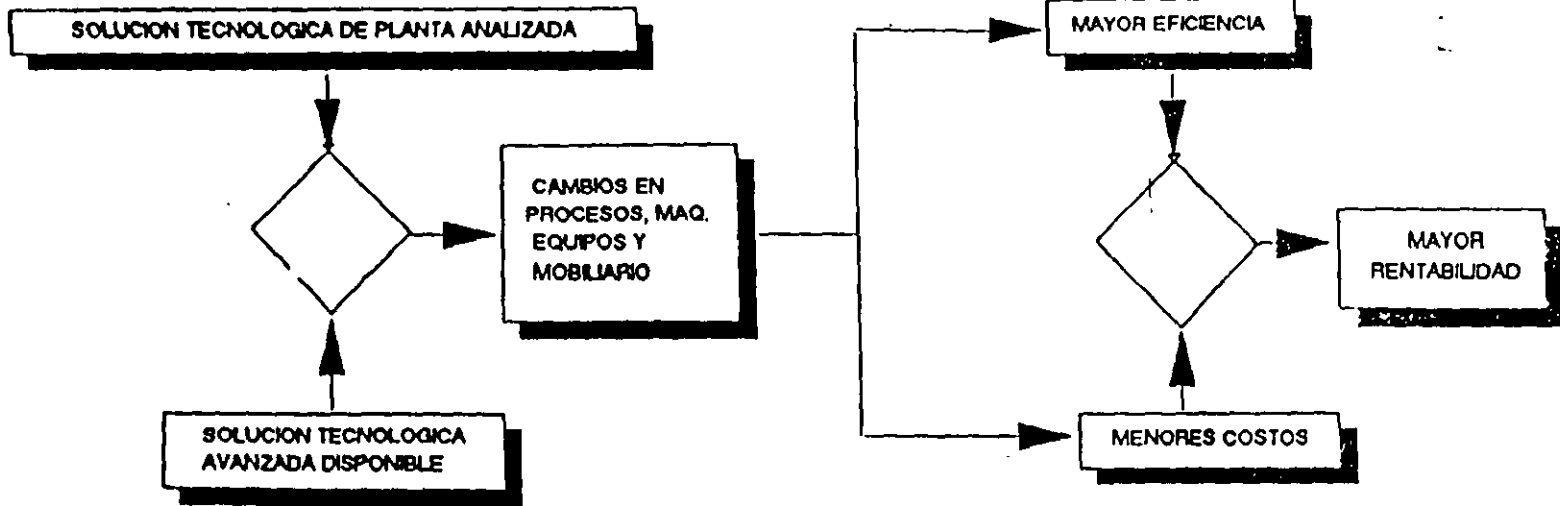 SOLUCION TECNOLOGICA DE PLANTA ANALIZADA
MAYOR EFICIENCIA
CAMBIOS EN
PROCESOS, MAQ.
EQUIPOS Y
MOBILIARIO
MAYOR
RENTABILIDAD
SOLUCION TECNOLOGICA
AVANZADA DISPONIBLE
MENORES COSTOS